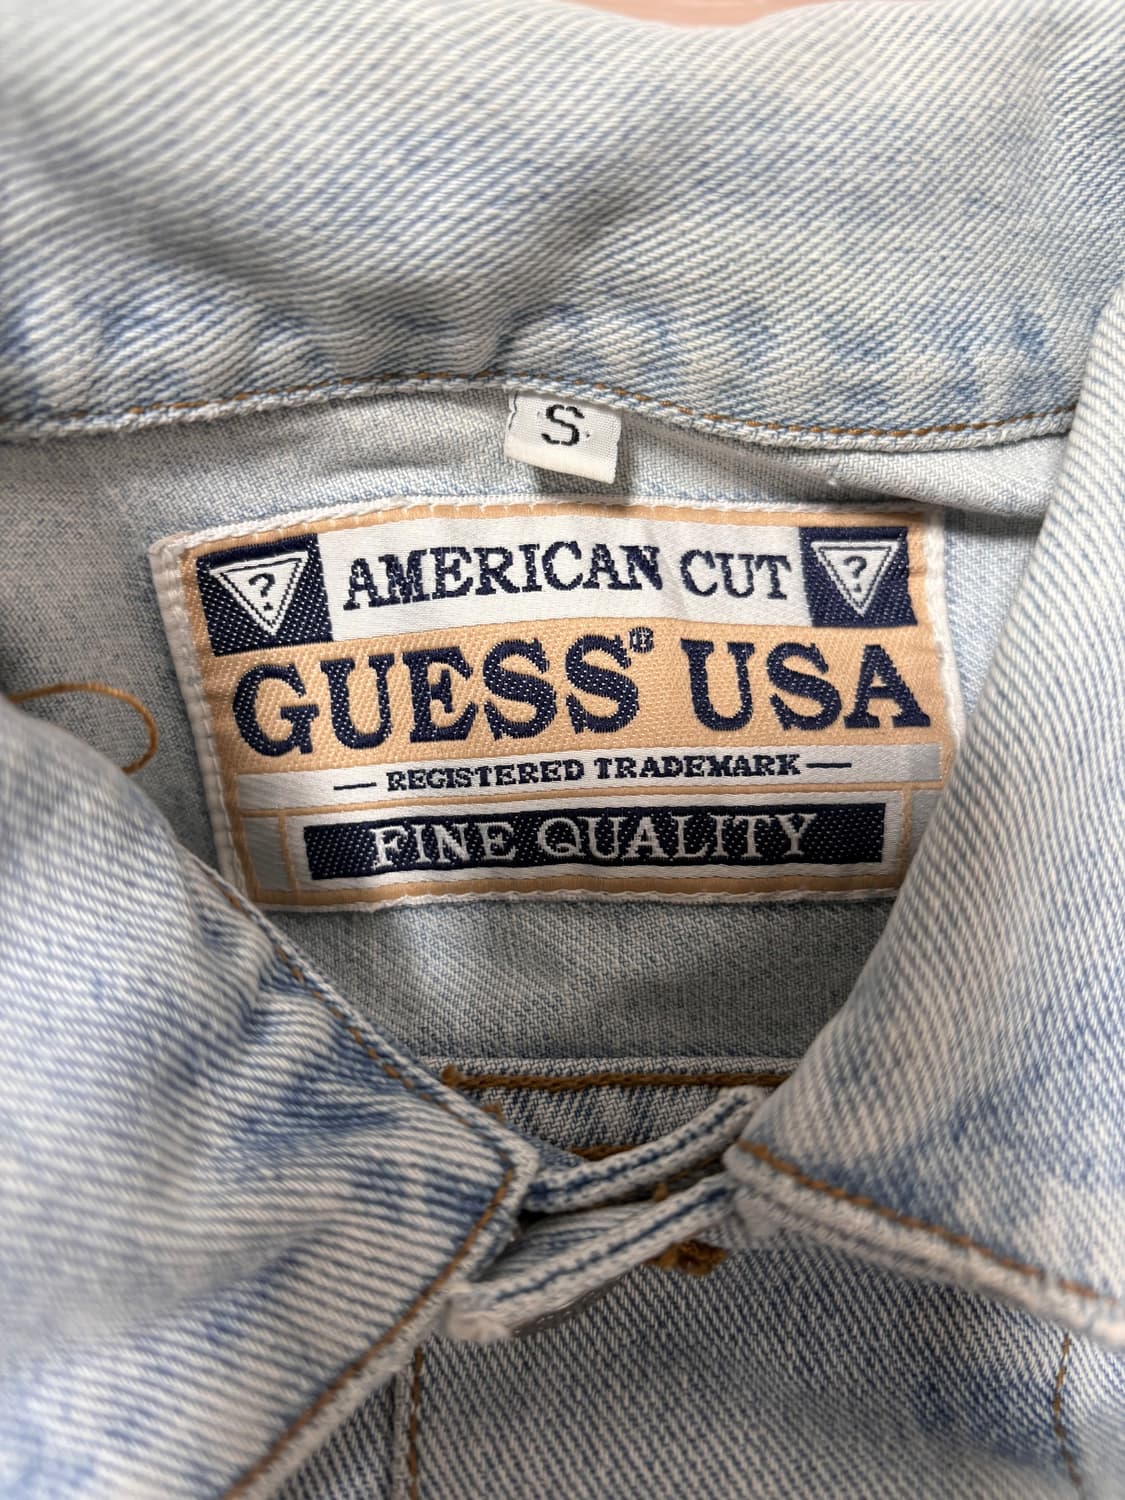 S
? AMERICAN CUT ?
GUESS® USA
— REGISTERED TRADEMARK —
FINE QUALITY